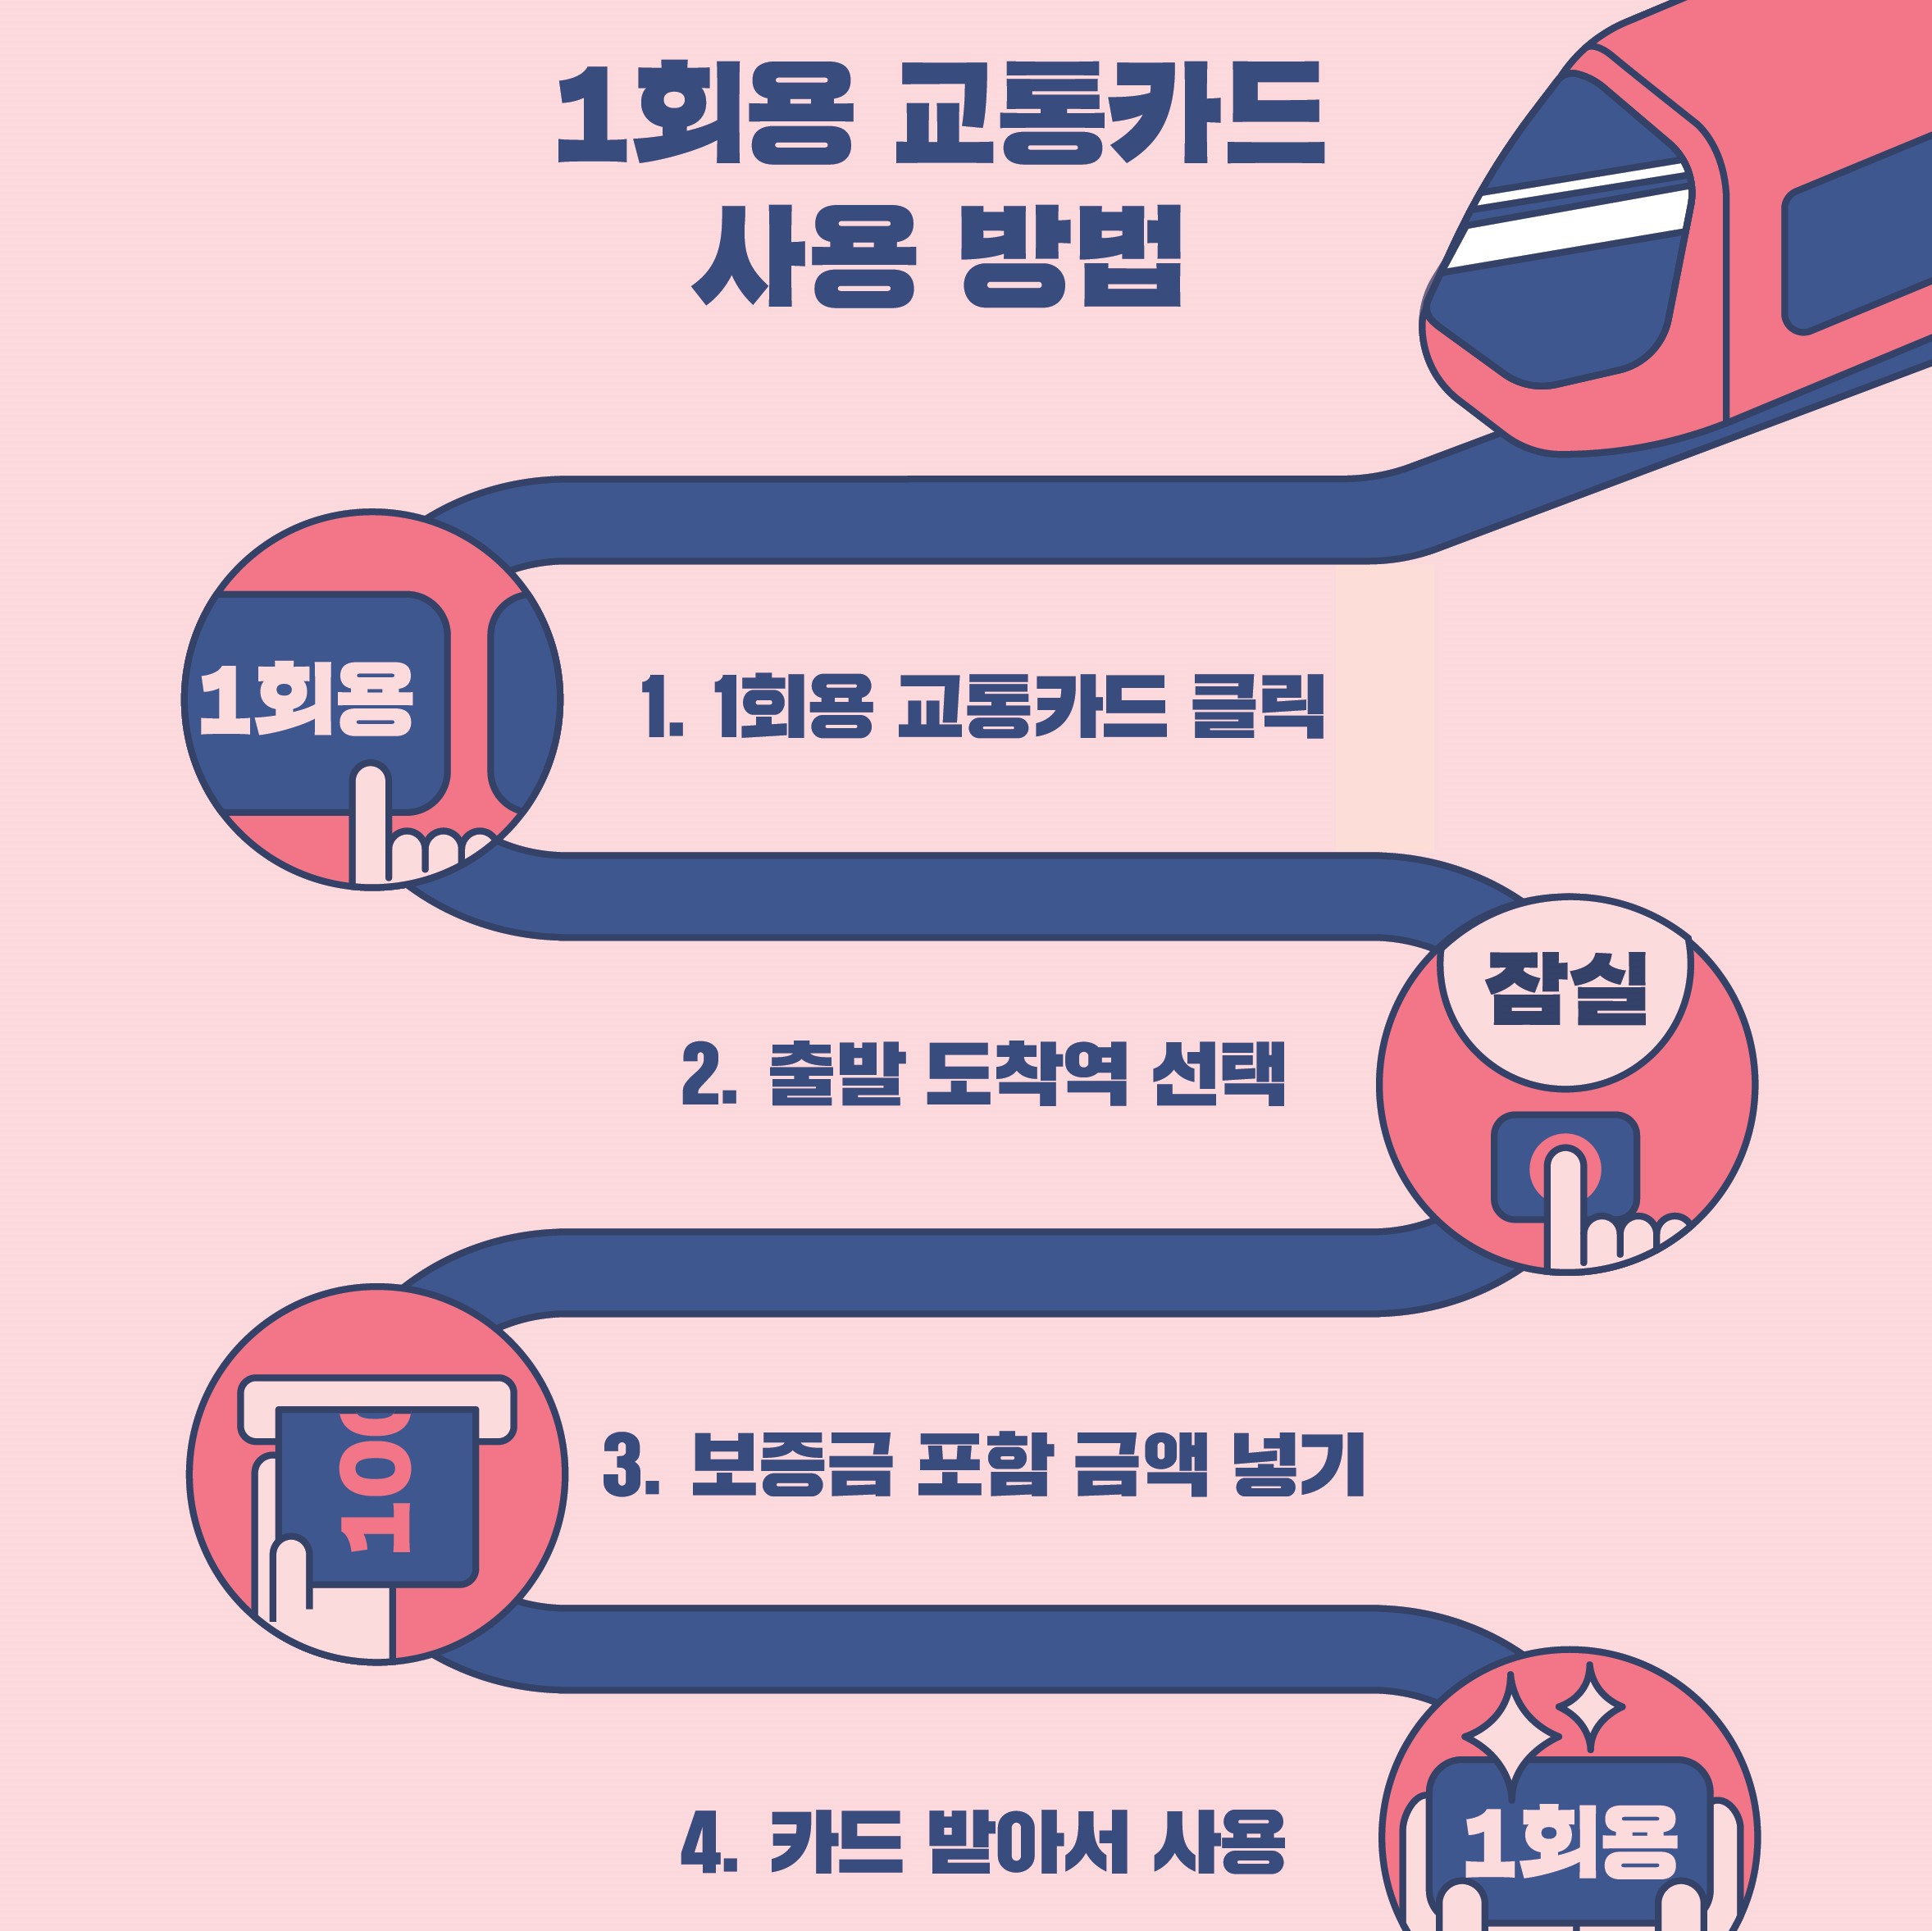 1회용 교통카드
사용 방법
1회용
1. 1회용 교통카드 클릭
잠실
2. 출발 도착역 선택
100
3. 보증금 포함 금액 넣기
4. 카드 받아서 사용
1회용